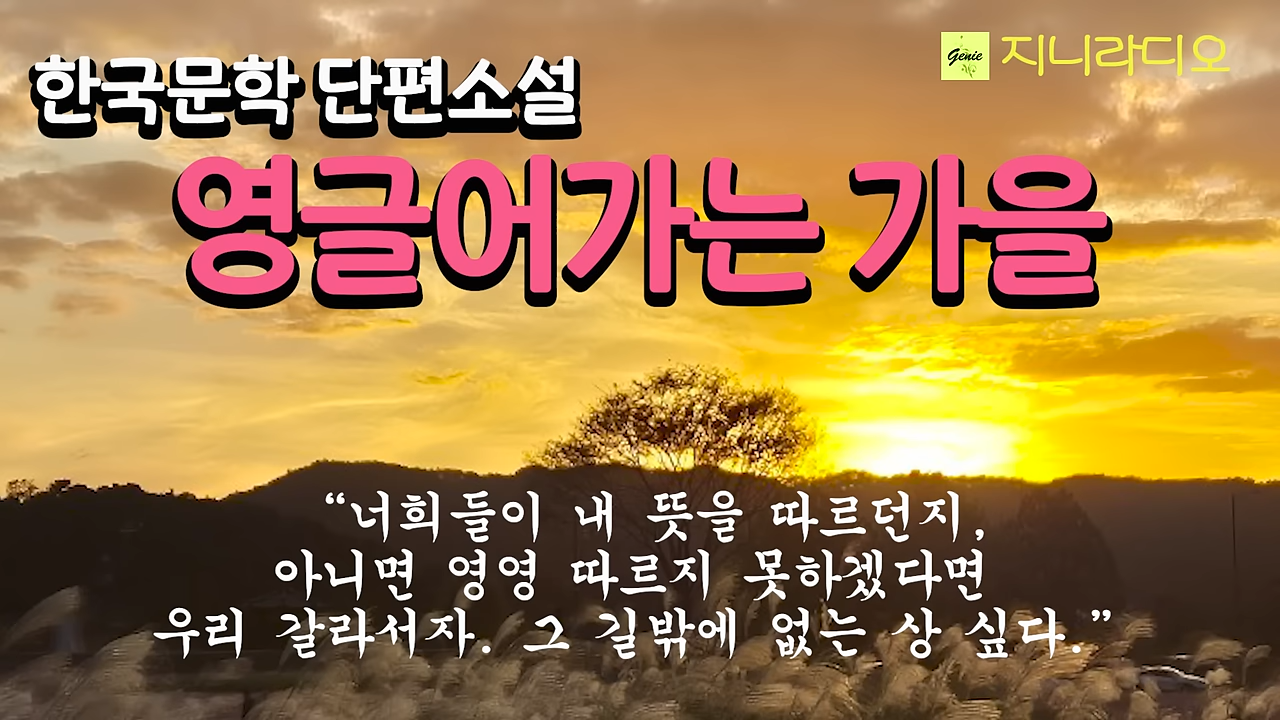 Genie 지니라디오
한국문학 단편소설
영글어가는 가을
“너희들이 내 뜻을 따르던지,
아니면 영영 따르지 못하겠다면
우리 갈라서자. 그 길밖에 없는 상 싶다.”